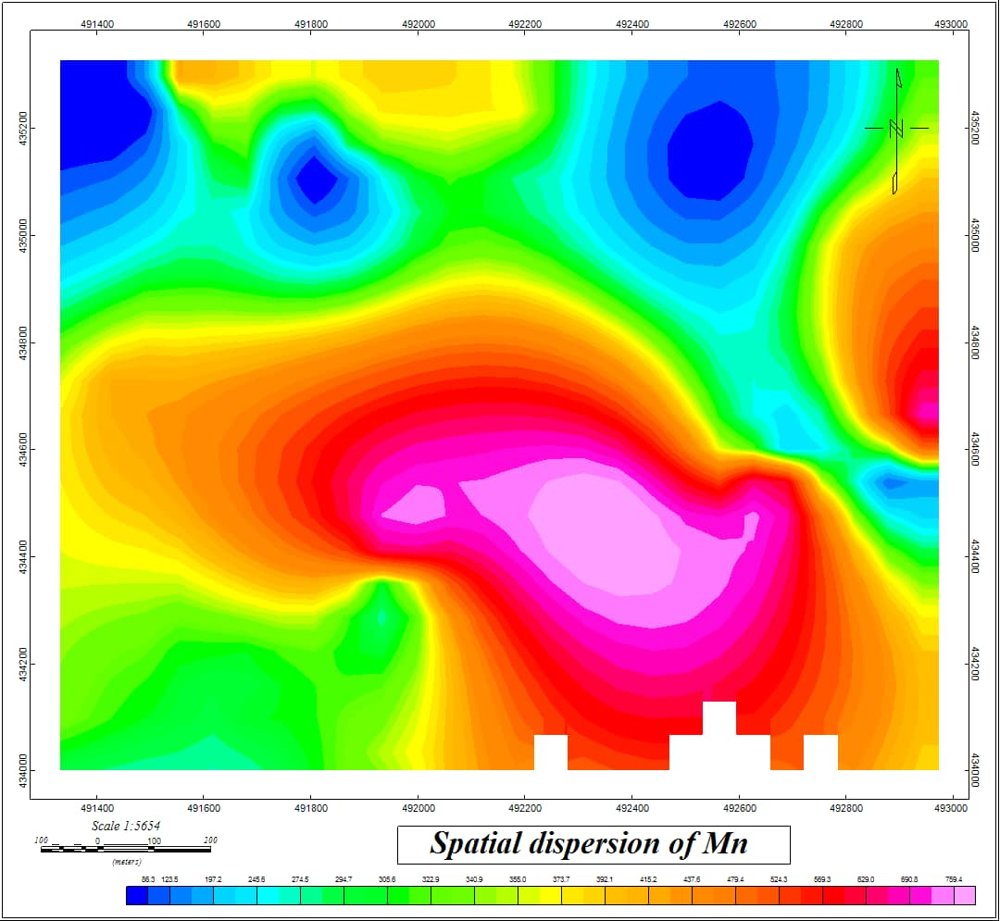 491400 491600 491800 492000 492200 492400 492600 492800 493000
435200 435200
N
435000 435000
434800 434800
434600 434600
434400 434400
434200 434200
434000 434000
491400 491600 491800 492000 492200 492400 492600 492800 493000
Scale 1:5654
100 0 100 200
(meters)
Spatial dispersion of Mn
86.3 123.5 197.2 245.6 274.5 294.7 305.6 322.9 340.9 355.0 373.7 392.1 415.2 437.6 479.4 524.3 569.3 629.0 690.8 759.4